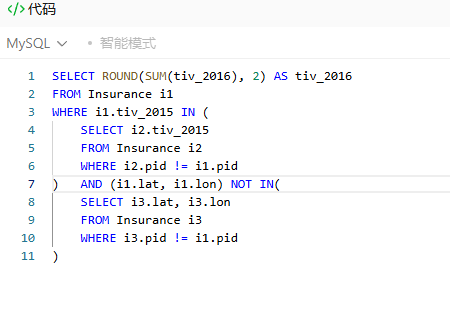 </> 代码
MySQL 智能模式
1 SELECT ROUND(SUM(tiv_2016), 2) AS tiv_2016
2 FROM Insurance i1
3 WHERE i1.tiv_2015 IN (
4     SELECT i2.tiv_2015
5     FROM Insurance i2
6     WHERE i2.pid != i1.pid
7 )   AND (i1.lat, i1.lon) NOT IN(
8     SELECT i3.lat, i3.lon
9     FROM Insurance i3
10     WHERE i3.pid != i1.pid
11 )